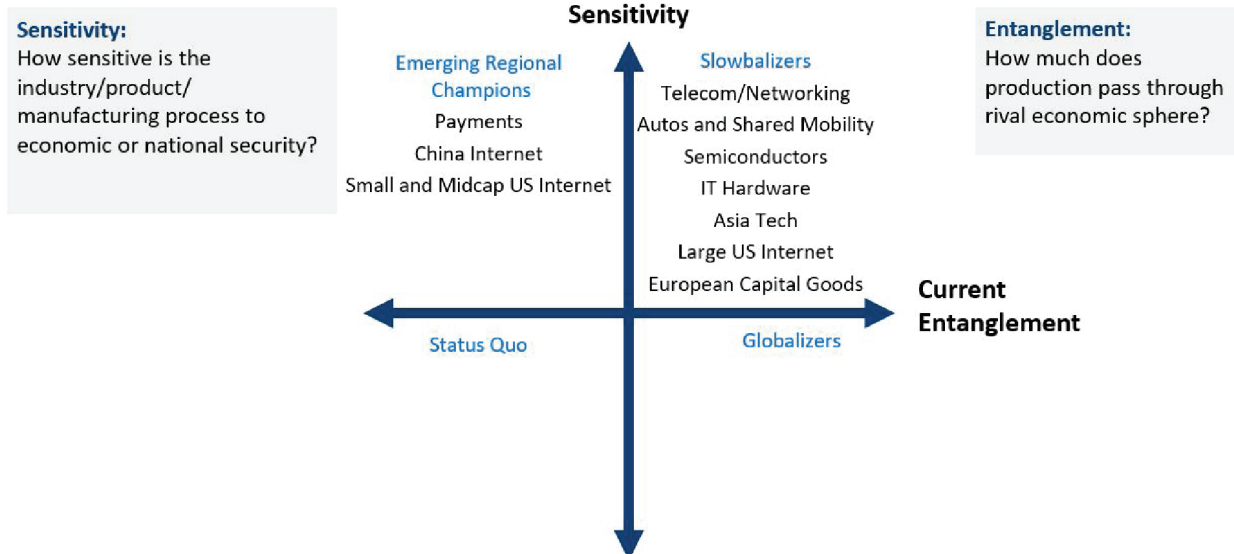 Sensitivity
Sensitivity:
How sensitive is the
industry/product/
manufacturing process to
economic or national security?
Emerging Regional
Champions
Payments
China Internet
Small and Midcap US Internet
Slowbalizers
Telecom/Networking
Autos and Shared Mobility
Semiconductors
IT Hardware
Asia Tech
Large US Internet
European Capital Goods
Entanglement:
How much does
production pass through
rival economic sphere?
Current
Entanglement
Status Quo
Globalizers